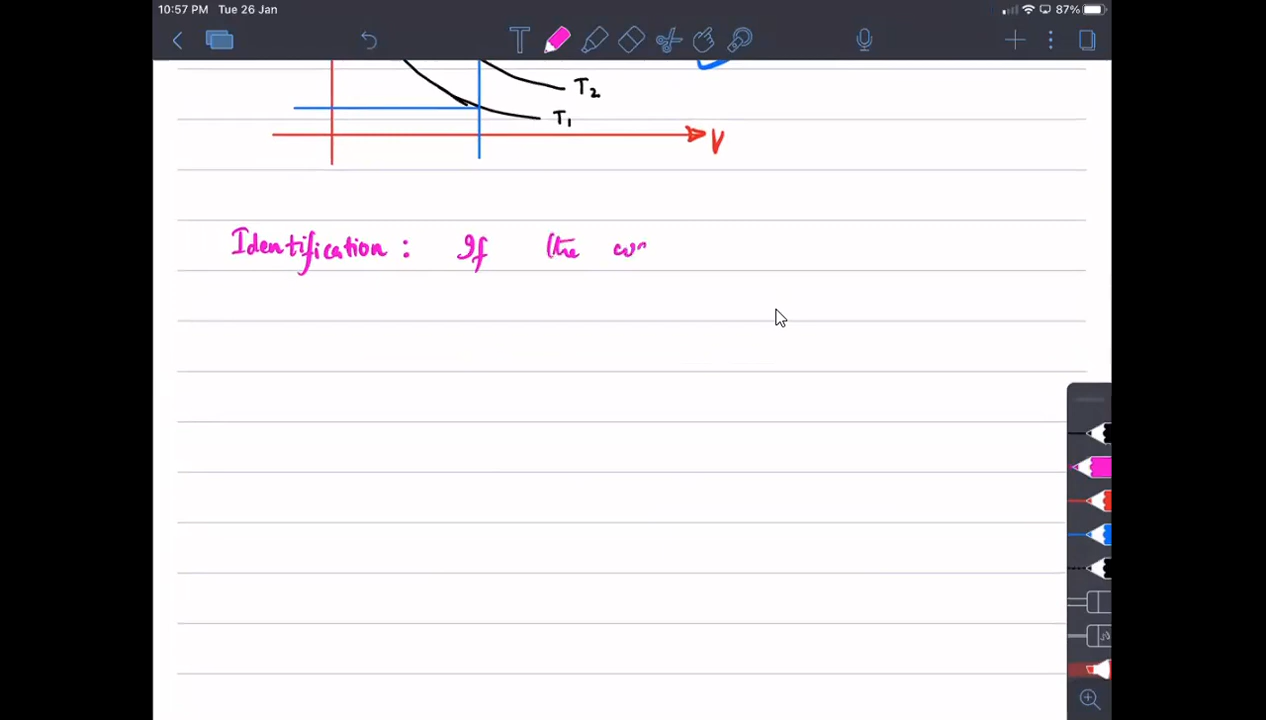 10:57 PM Tue 26 Jan
87%
T
T2
T1
V
Identification : If the